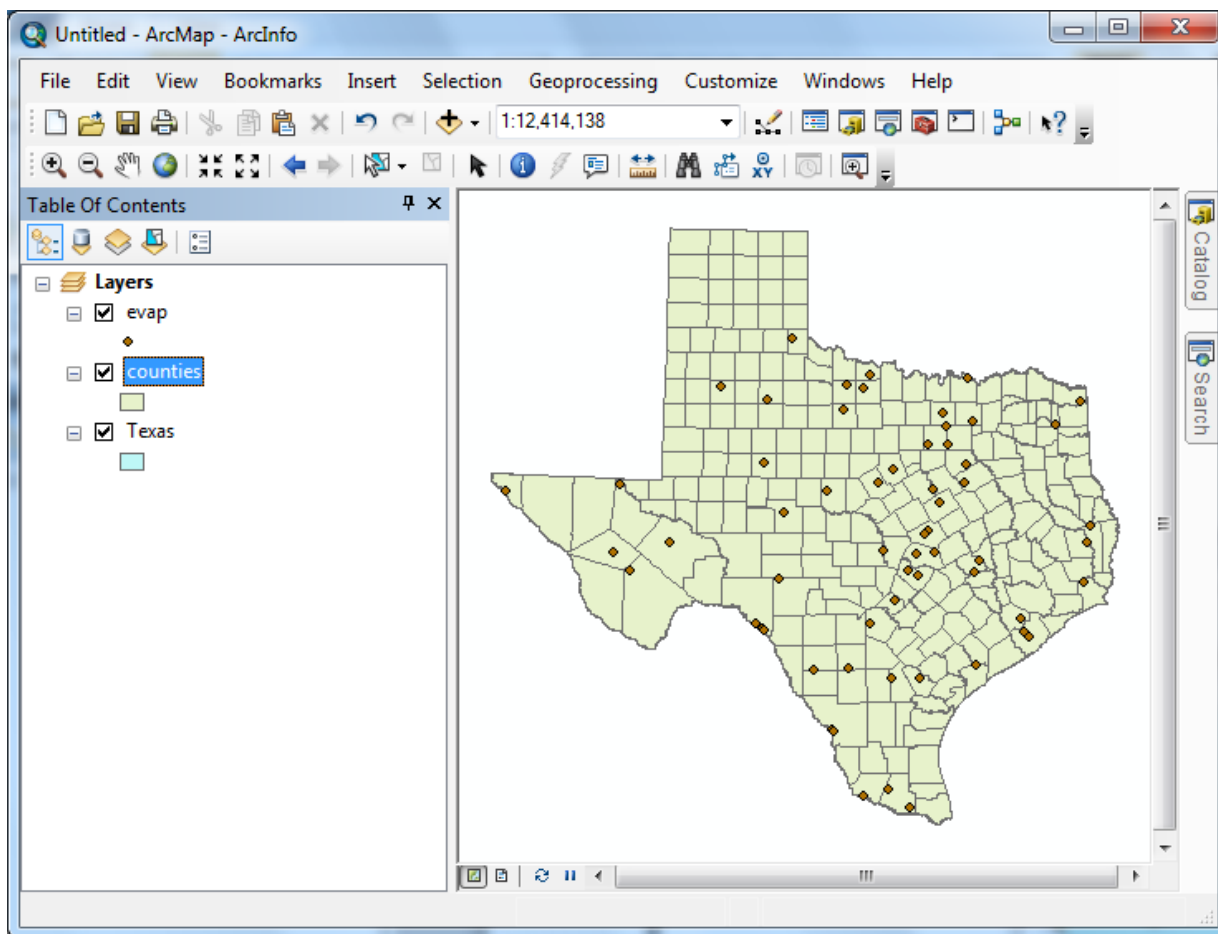 Untitled - ArcMap - ArcInfo
File Edit View Bookmarks Insert Selection Geoprocessing Customize Windows Help
1:12,414,138
XY
Table Of Contents
Layers
evap
counties
Texas
Catalog
Search